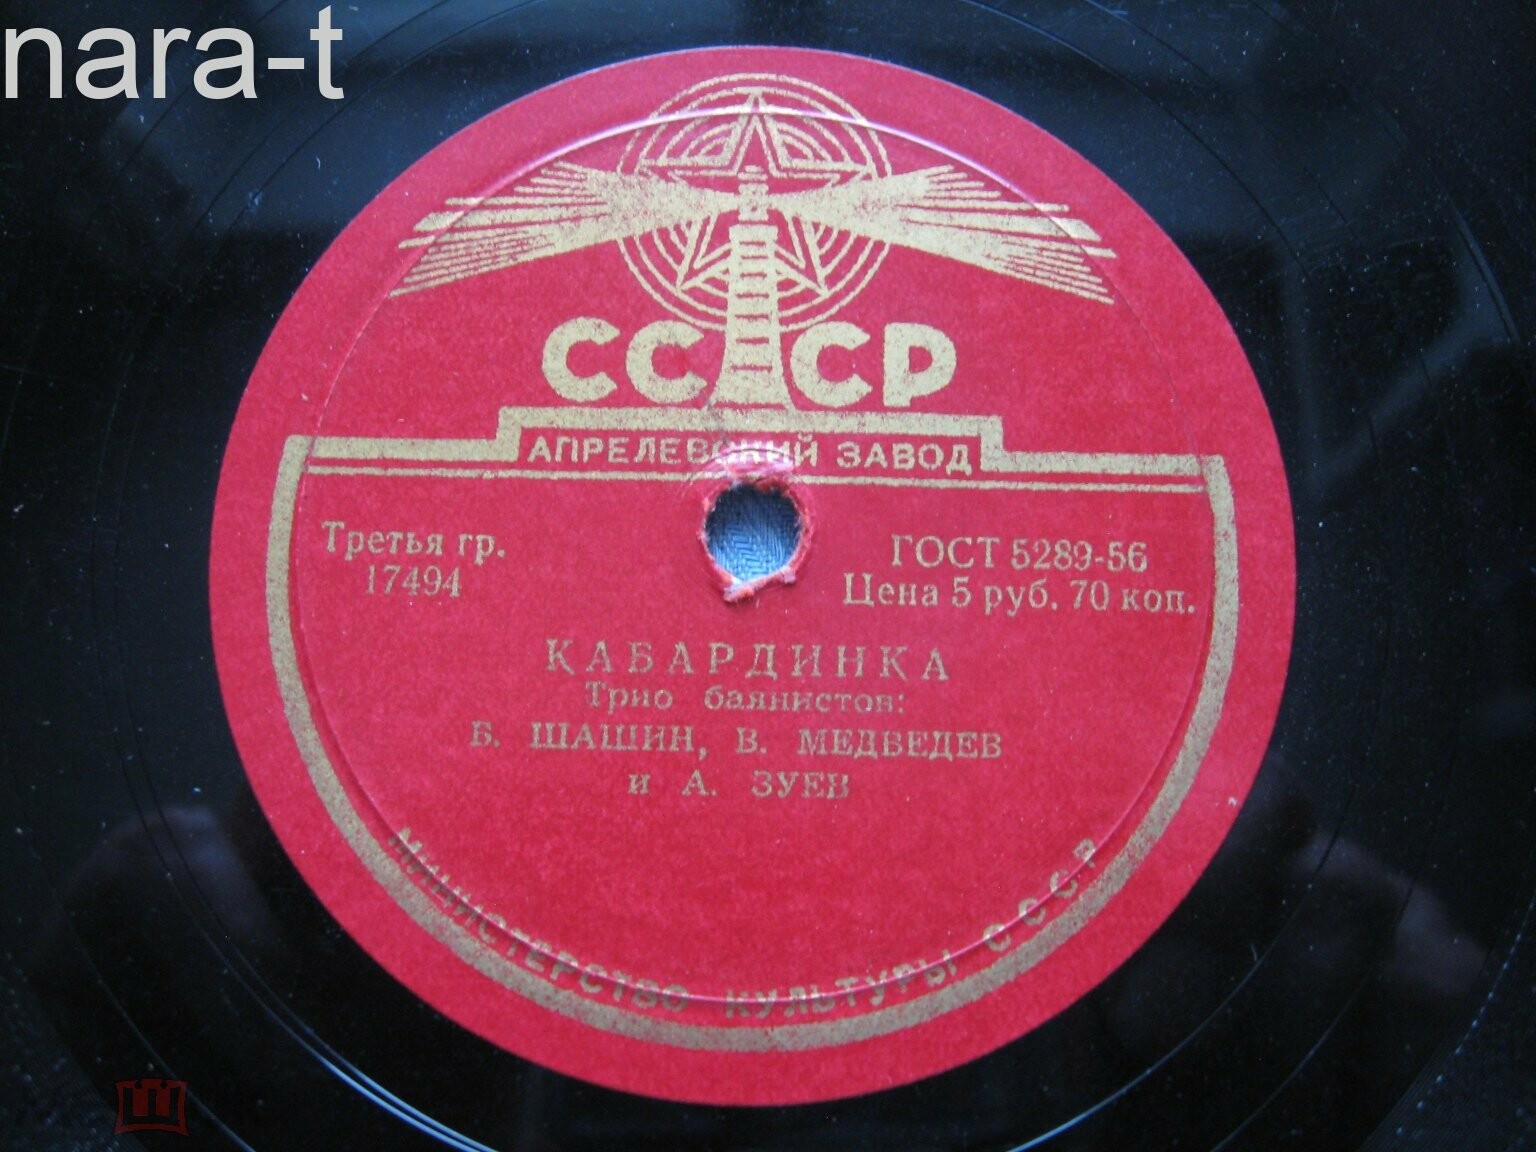 nara-t
СССР
АПРЕЛЕВСКИЙ ЗАВОД
Третья гр.
17494
ГОСТ 5289-56
Цена 5 руб. 70 коп.
КАБАРДИНКА
Трио баянистов:
Б. ШАШИН, В. МЕДВЕДЕВ
и А. ЗУЕВ
МИНИСТЕРСТВО КУЛЬТУРЫ СССР